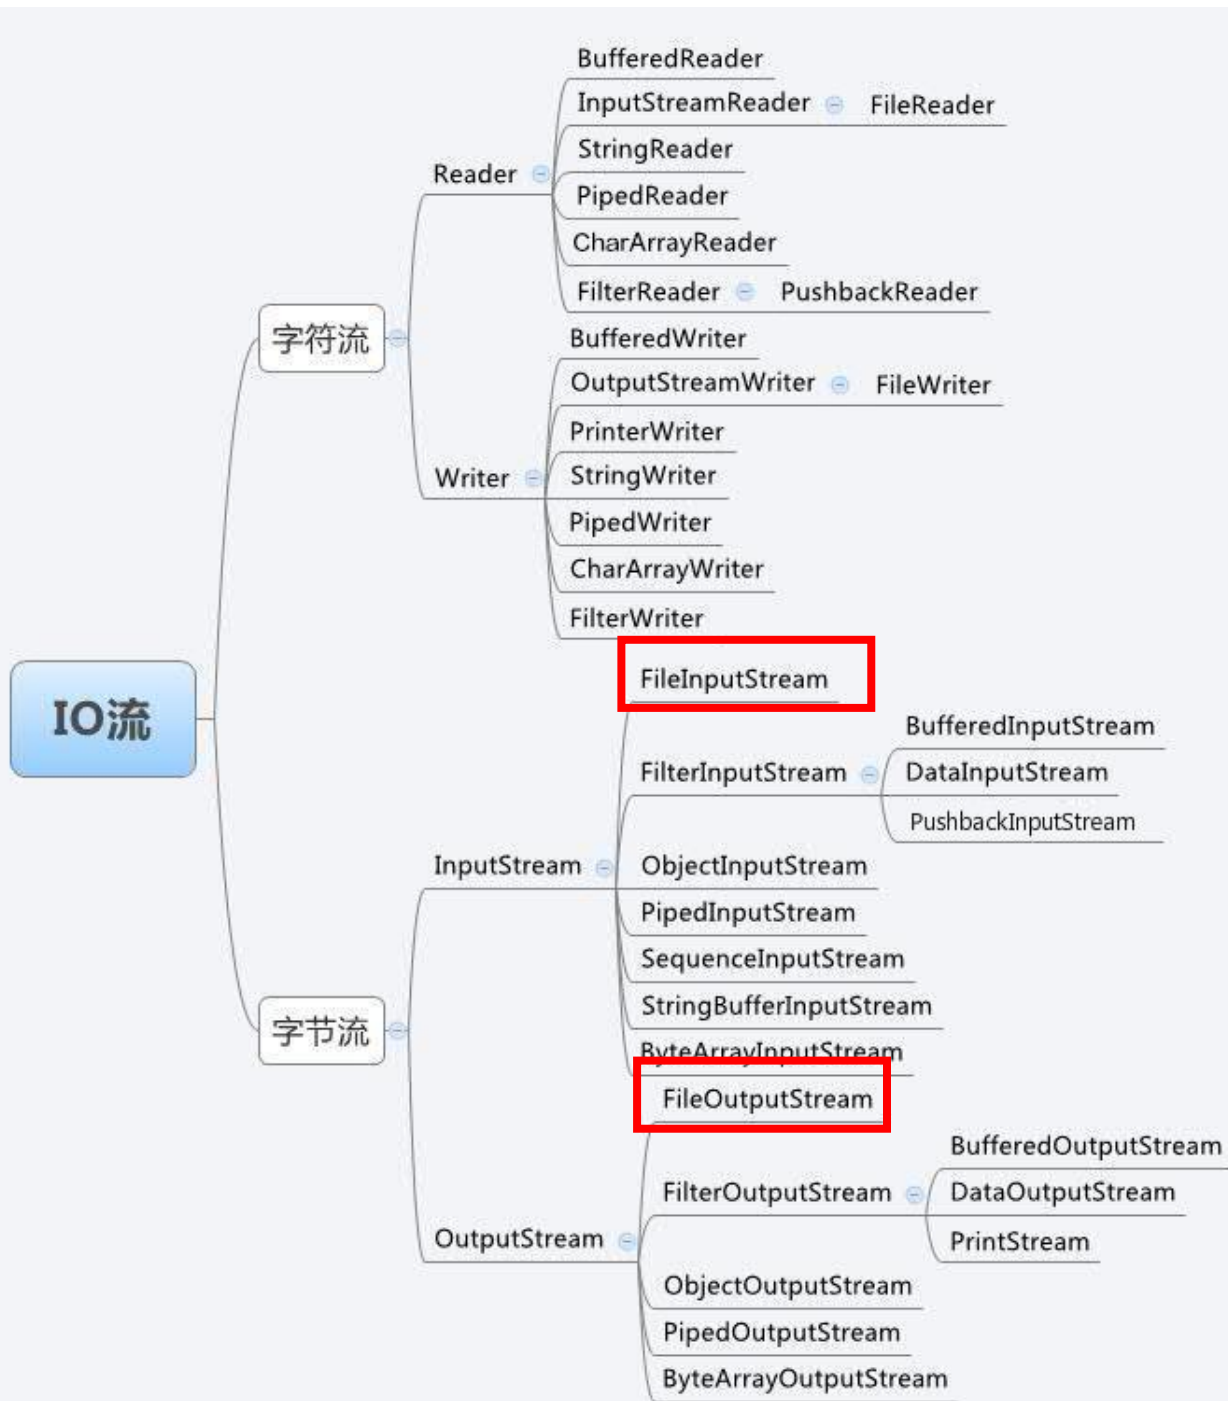 IO流
字符流
Reader
BufferedReader
InputStreamReader
FileReader
StringReader
PipedReader
CharArrayReader
FilterReader
PushbackReader
Writer
BufferedWriter
OutputStreamWriter
FileWriter
PrinterWriter
StringWriter
PipedWriter
CharArrayWriter
FilterWriter
字节流
InputStream
FileInputStream
FilterInputStream
BufferedInputStream
DataInputStream
PushbackInputStream
ObjectInputStream
PipedInputStream
SequenceInputStream
StringBufferInputStream
ByteArrayInputStream
OutputStream
FileOutputStream
FilterOutputStream
BufferedOutputStream
DataOutputStream
PrintStream
ObjectOutputStream
PipedOutputStream
ByteArrayOutputStream